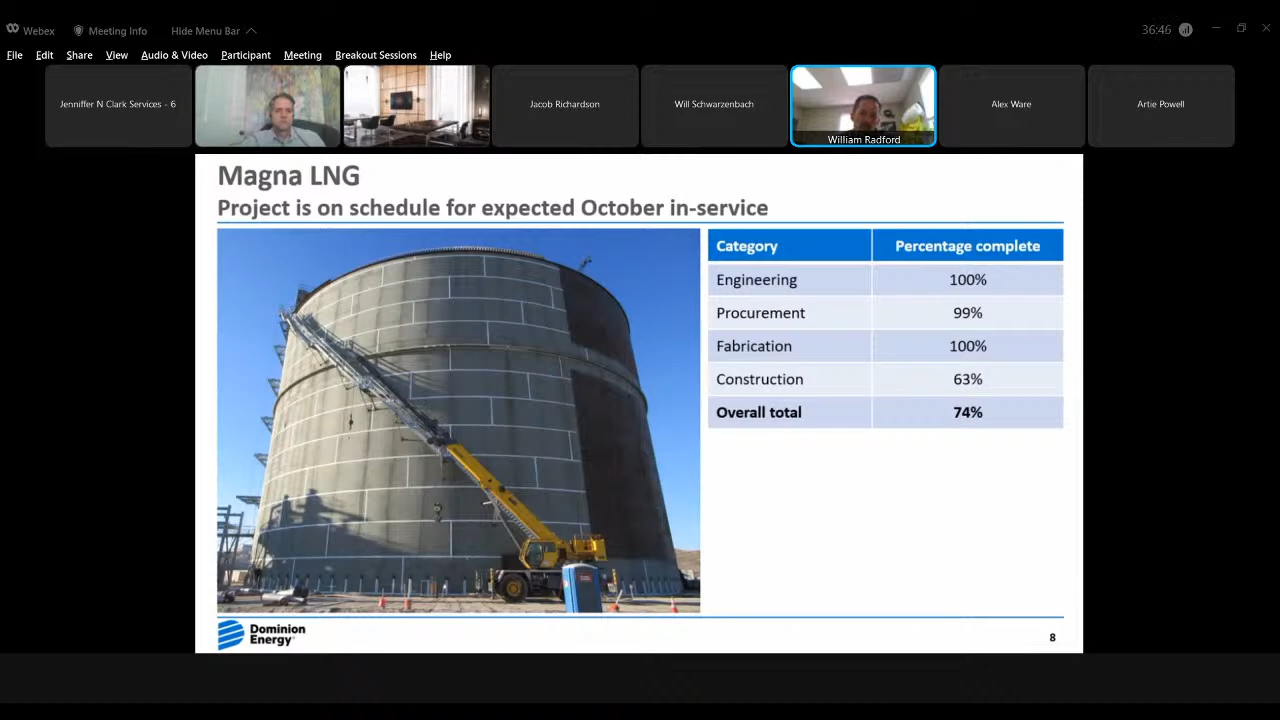 Webex
Meeting Info
Hide Menu Bar
36:46
File Edit Share View Audio & Video Participant Meeting Breakout Sessions Help
Jenniffer N Clark Services - 6
Jacob Richardson
Will Schwarzenbach
William Radford
Alex Ware
Artie Powell
Magna LNG
Project is on schedule for expected October in-service
Category Percentage complete
Engineering 100%
Procurement 99%
Fabrication 100%
Construction 63%
Overall total 74%
Dominion
Energy
8